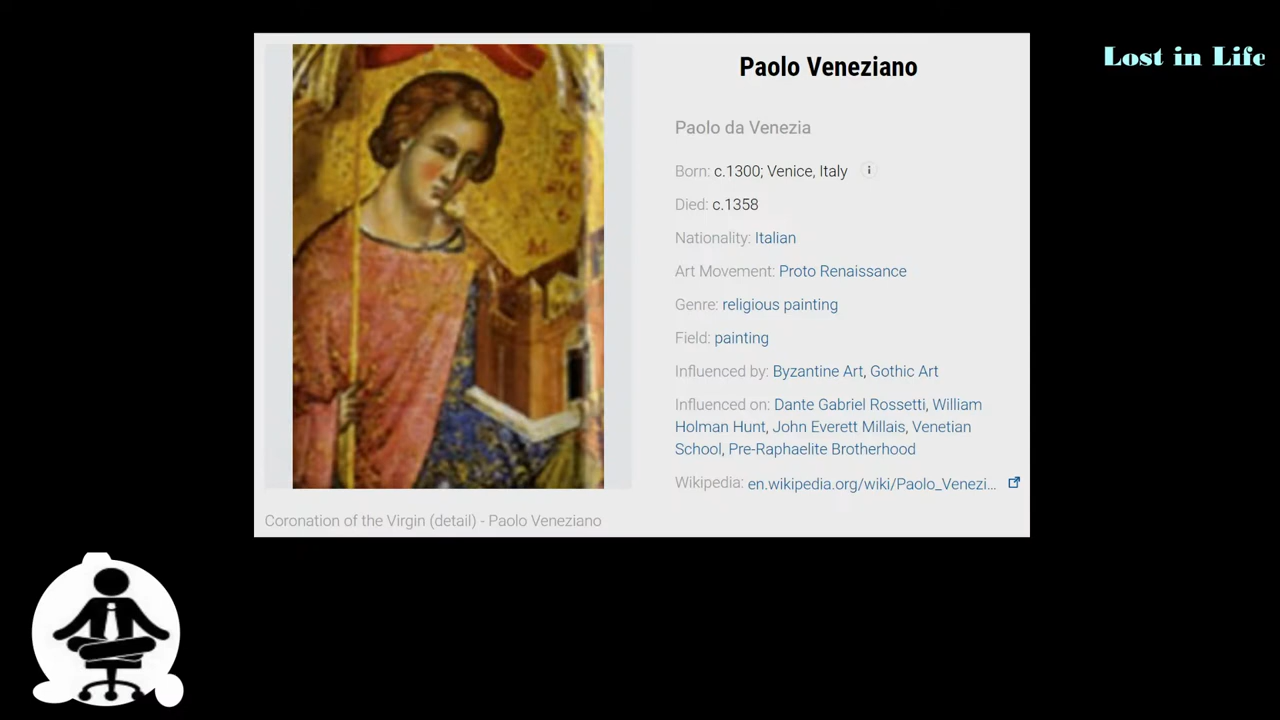 Lost in Life
Paolo Veneziano
Paolo da Venezia
Born: c.1300; Venice, Italy
Died: c.1358
Nationality: Italian
Art Movement: Proto Renaissance
Genre: religious painting
Field: painting
Influenced by: Byzantine Art, Gothic Art
Influenced on: Dante Gabriel Rossetti, William
Holman Hunt, John Everett Millais, Venetian
School, Pre-Raphaelite Brotherhood
Wikipedia: en.wikipedia.org/wiki/Paolo_Venezi...
Coronation of the Virgin (detail) - Paolo Veneziano